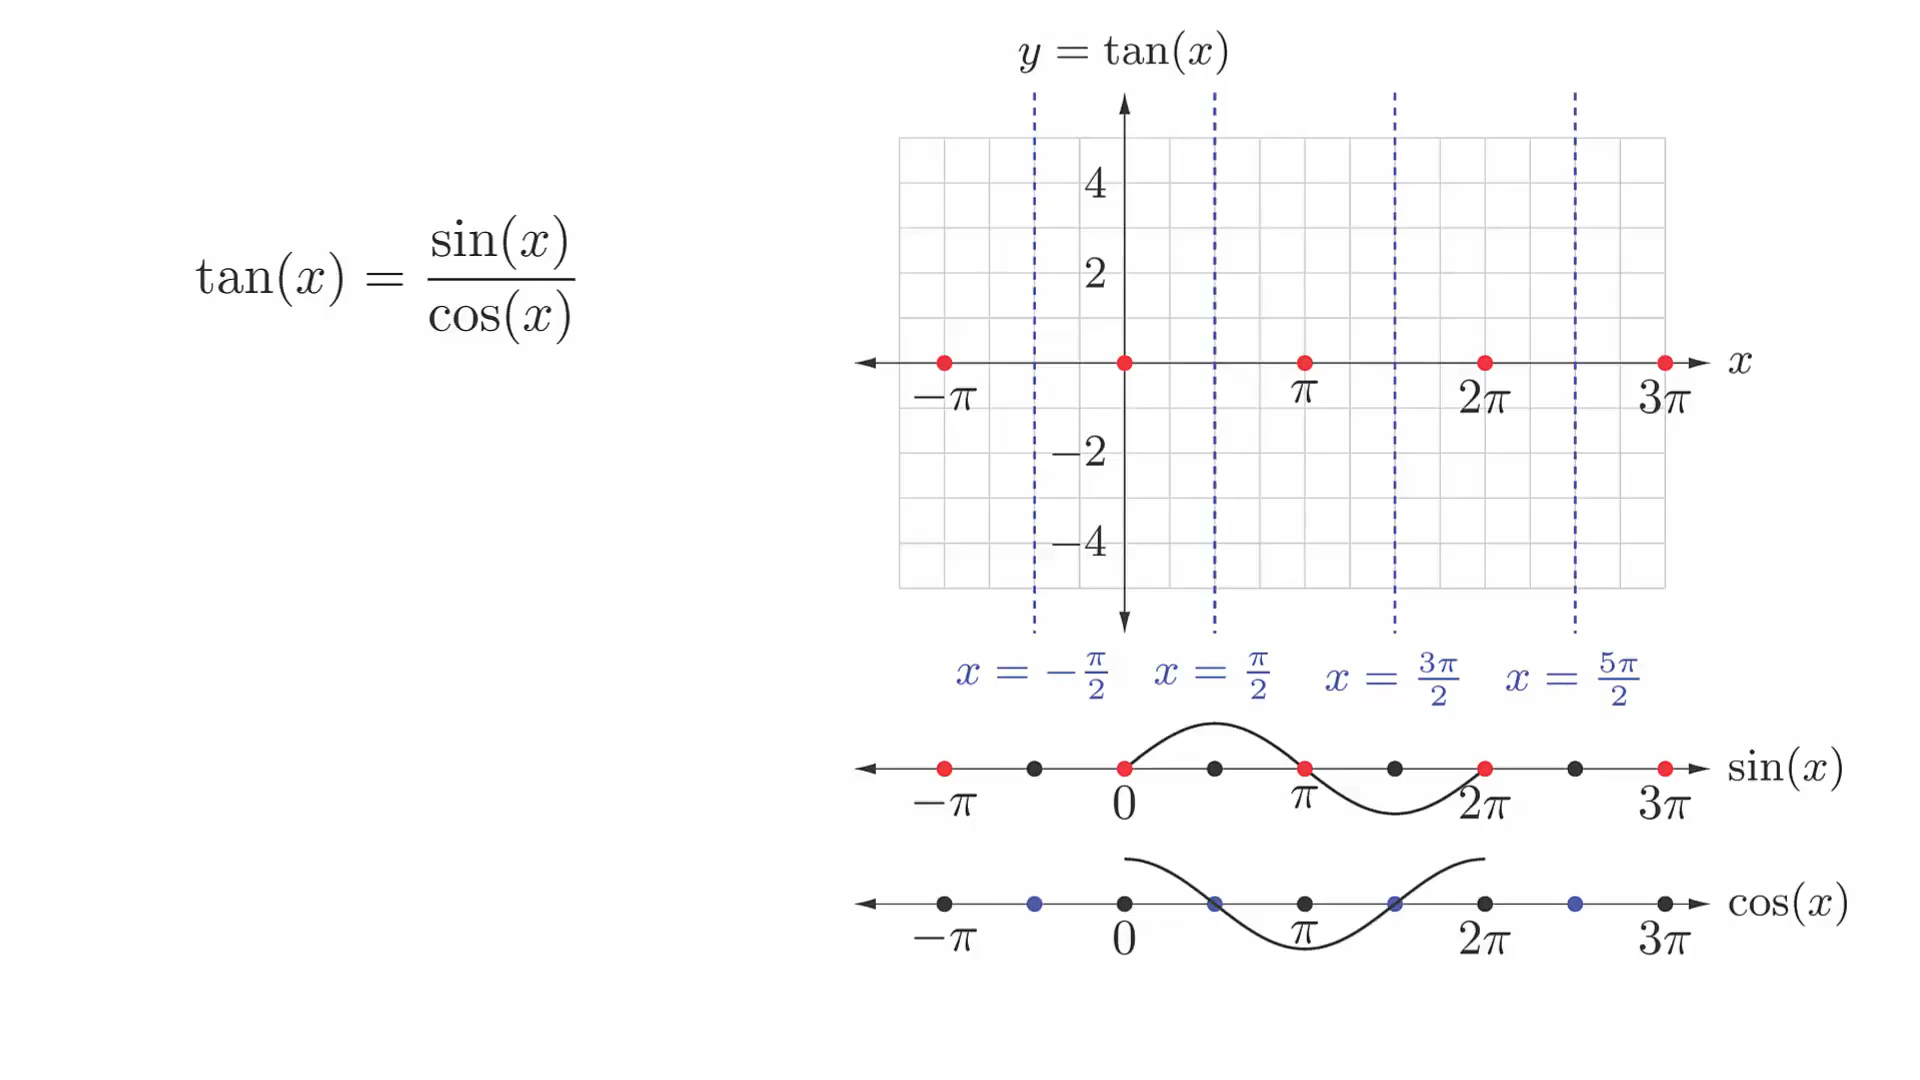 y = tan(x)
tan(x) = sin(x)/cos(x)
4
2
x
−π π 2π 3π
−2
−4
x = −π/2 x = π/2 x = 3π/2 x = 5π/2
sin(x)
−π 0 π 2π 3π
cos(x)
−π 0 π 2π 3π